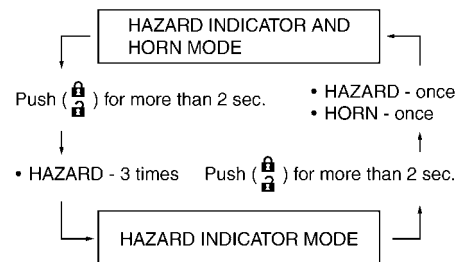 HAZARD INDICATOR AND
HORN MODE
Push ( ) for more than 2 sec.
• HAZARD - once
• HORN - once
• HAZARD - 3 times
Push ( ) for more than 2 sec.
HAZARD INDICATOR MODE